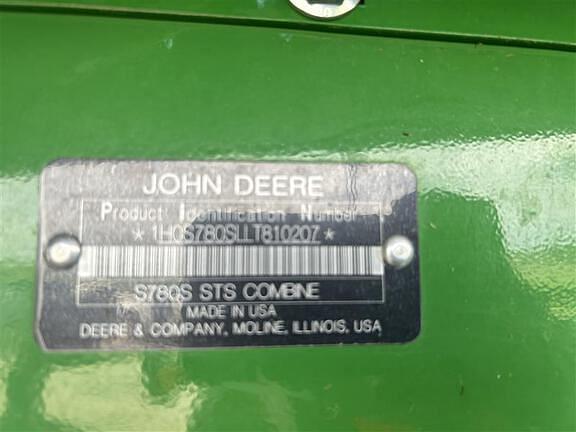 JOHN DEERE
Product Identification Number
* 1H0S780SLLT810207 *
S780S STS COMBINE
MADE IN USA
DEERE & COMPANY, MOLINE, ILLINOIS, USA